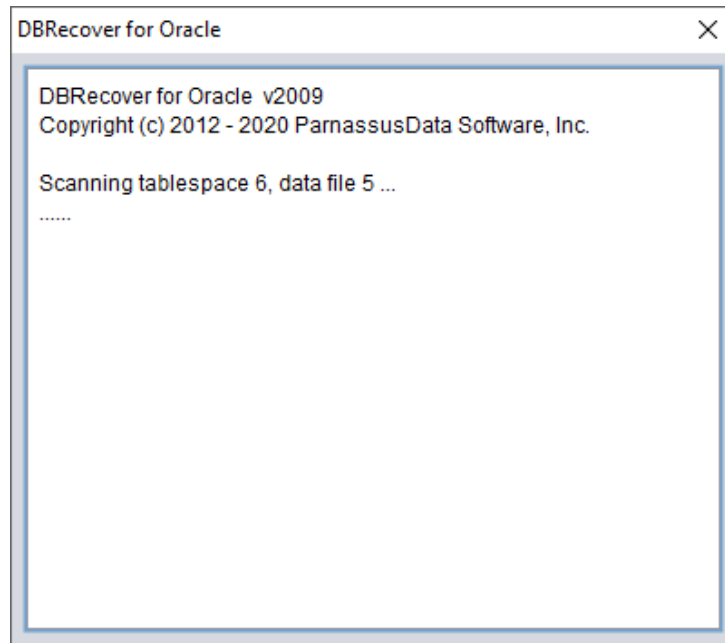 DBRecover for Oracle
DBRecover for Oracle  v2009
Copyright (c) 2012 - 2020 ParnassusData Software, Inc.
Scanning tablespace 6, data file 5 ...
......